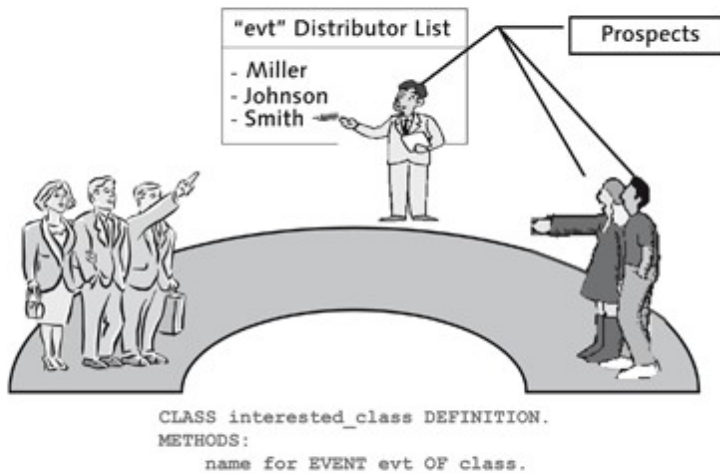 "evt" Distributor List
Prospects
- Miller
- Johnson
- Smith
CLASS interested_class DEFINITION.
METHODS:
name for EVENT evt OF class.